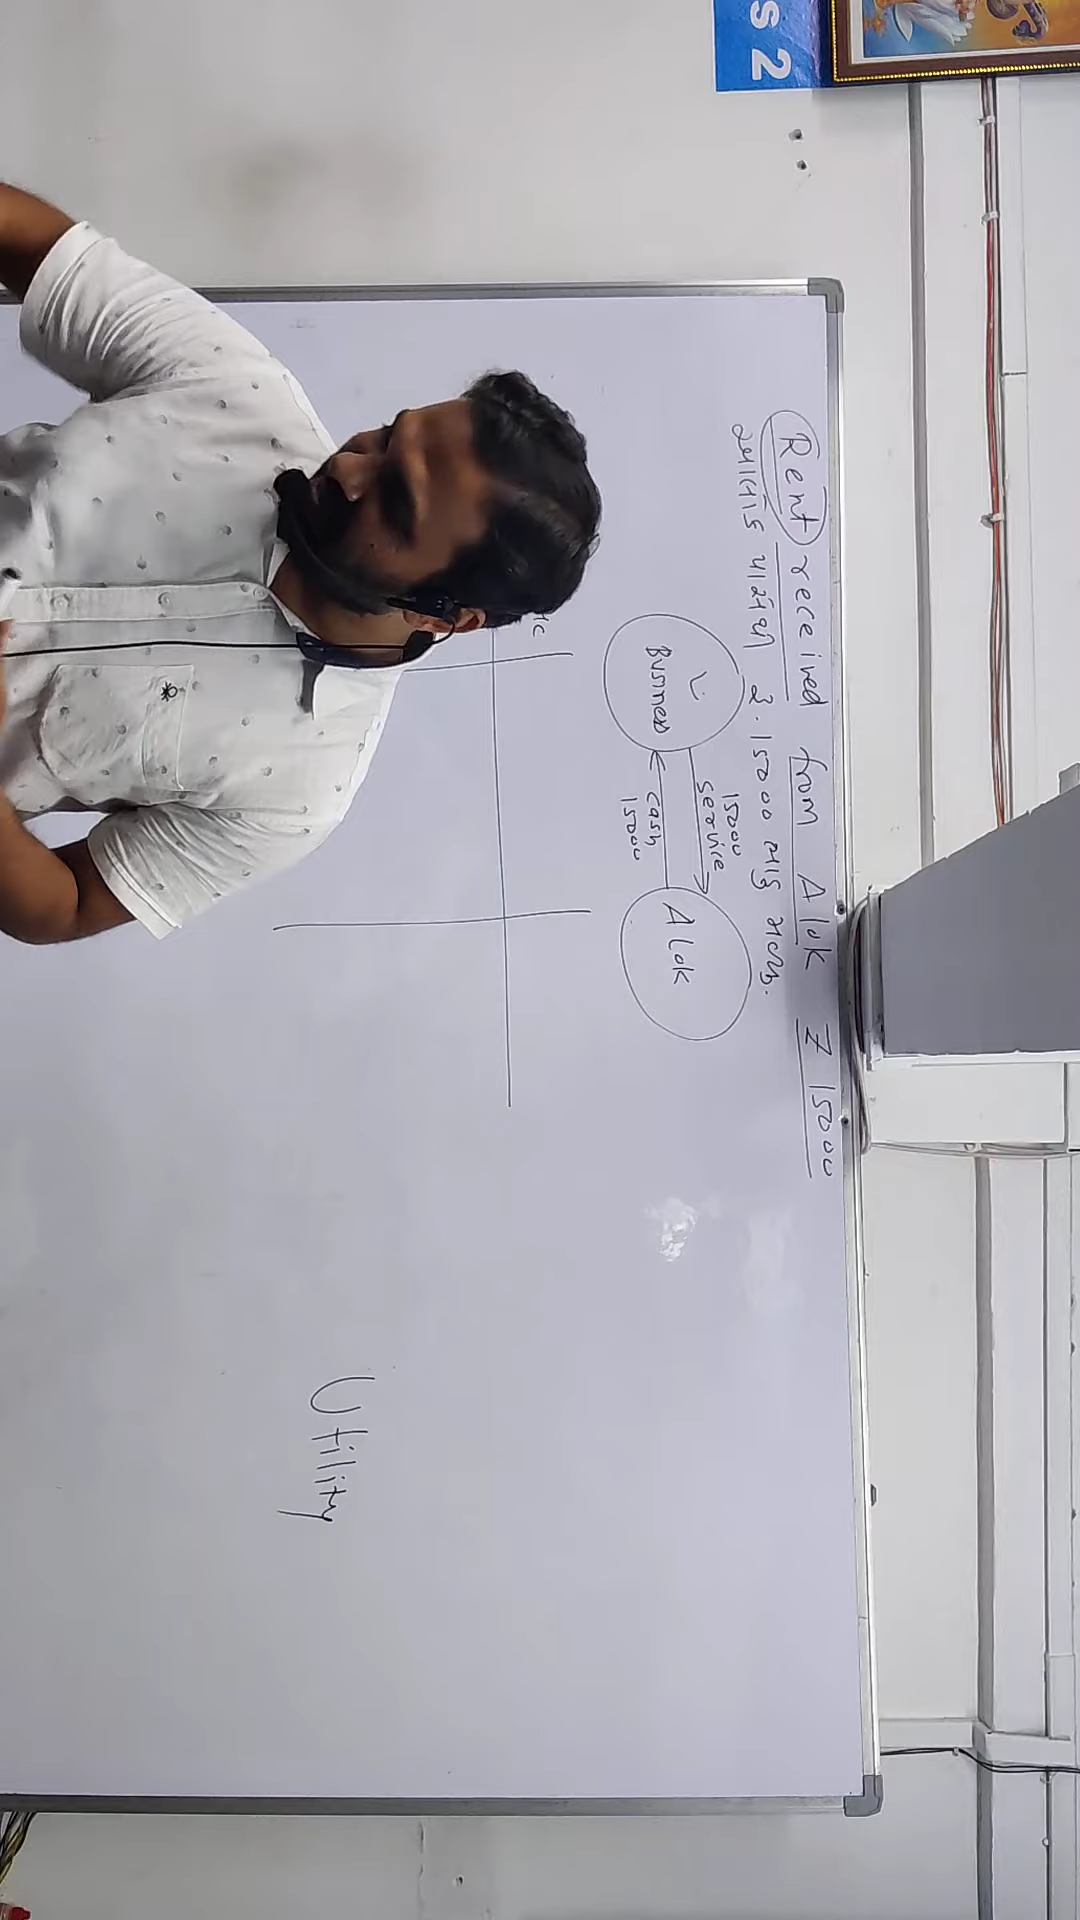 s 2
Rent received from Alok ₹ 15000
આલોક પાસેથી રૂ. 15000 ભાડું મળ્યું.
15000
Service
Business
Alok
cash
15000
Utility